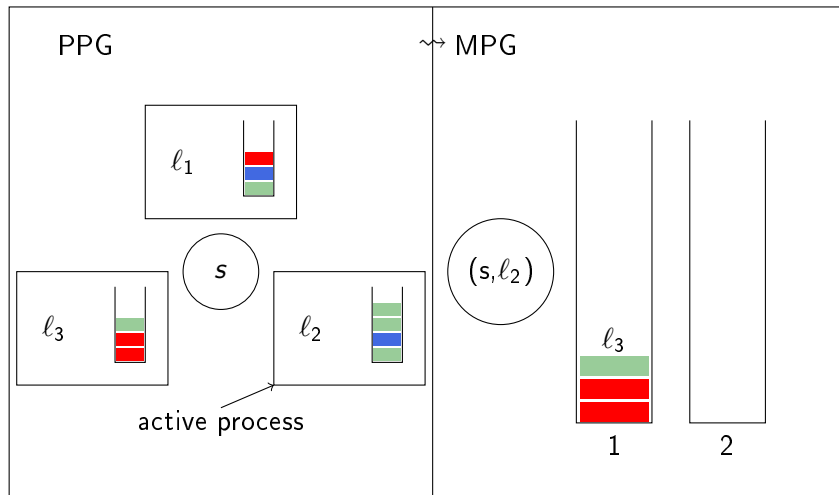 PPG
⇝ MPG
ℓ₁
s
(s,ℓ₂)
ℓ₃
ℓ₂
ℓ₃
active process
1
2